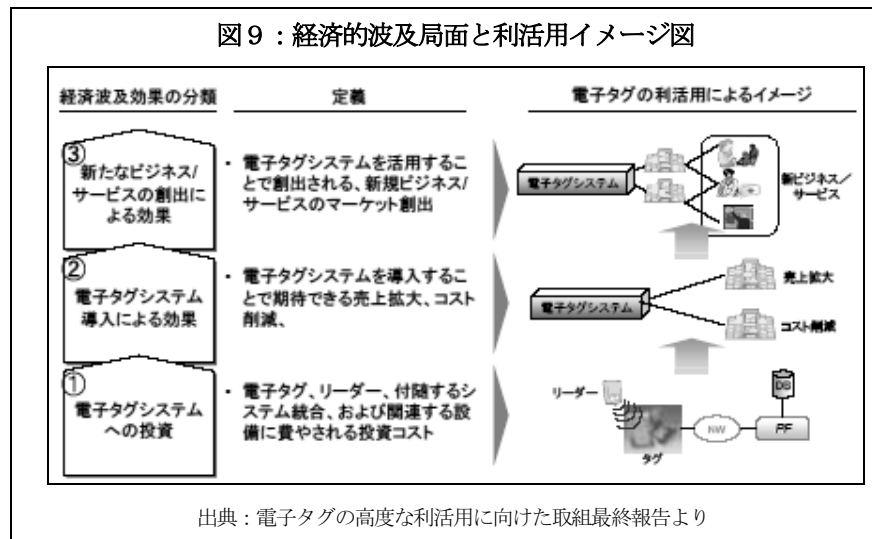 図9：経済的波及局面と利活用イメージ図
経済波及効果の分類
定義
電子タグの利活用によるイメージ
③
新たなビジネス/
サービスの創出に
よる効果
・ 電子タグシステムを活用するこ
とで創出される、新規ビジネス/
サービスのマーケット創出
電子タグシステム
新ビジネス/
サービス
②
電子タグシステム
導入による効果
・ 電子タグシステムを導入するこ
とで期待できる売上拡大、コスト
削減、
電子タグシステム
売上拡大
コスト削減
①
電子タグシステム
への投資
・ 電子タグ、リーダー、付随するシ
ステム統合、および関連する設
備に費やされる投資コスト
リーダー
タグ
NW
DB
PF
出典：電子タグの高度な利活用に向けた取組最終報告より